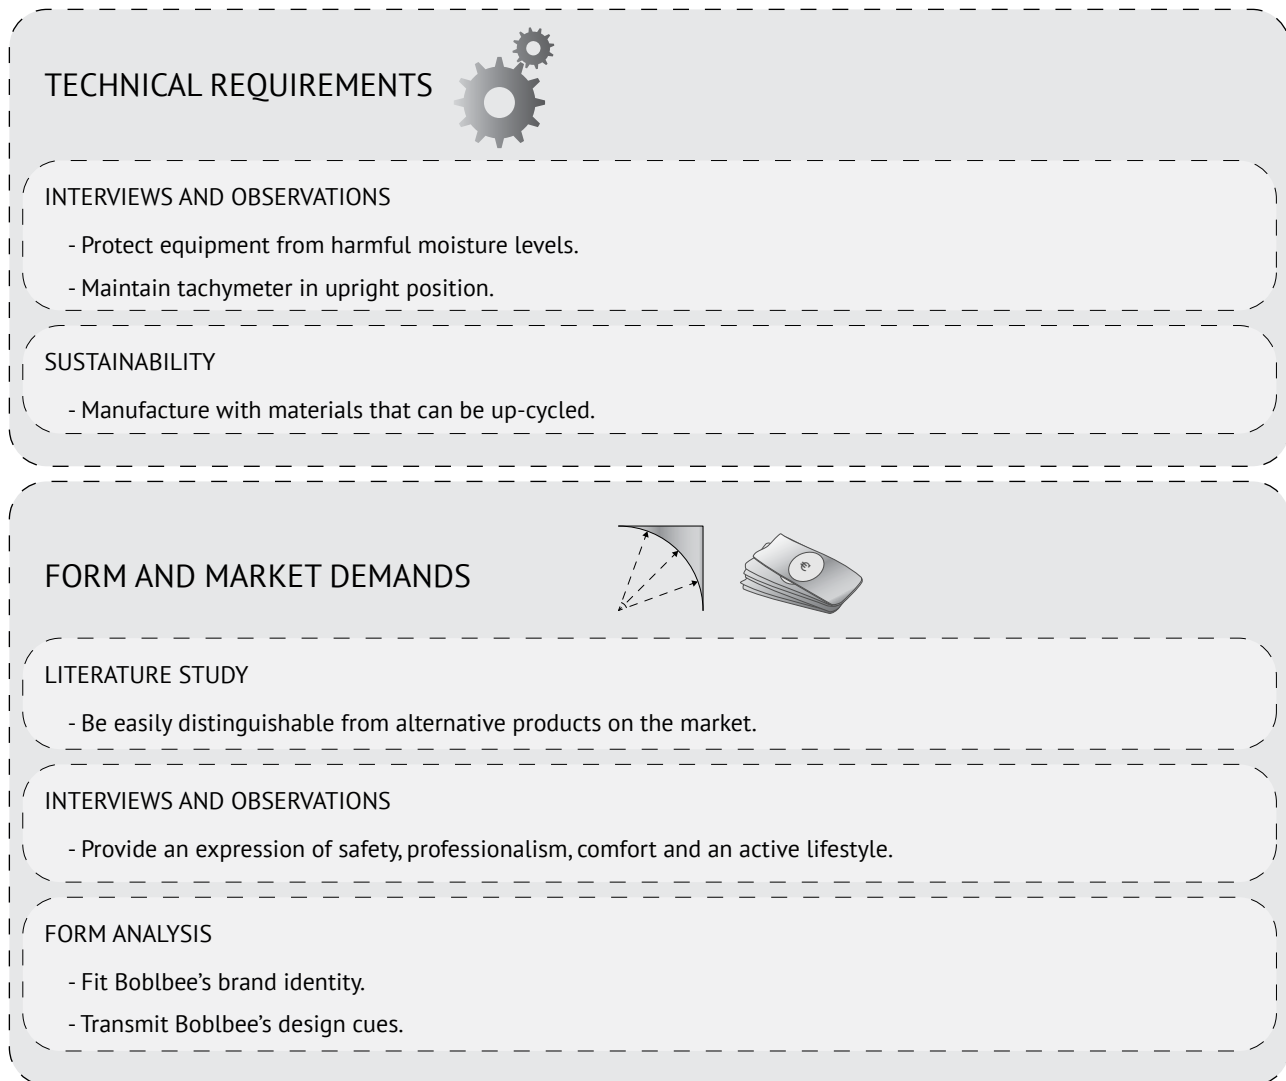 TECHNICAL REQUIREMENTS
INTERVIEWS AND OBSERVATIONS
- Protect equipment from harmful moisture levels.
- Maintain tachymeter in upright position.
SUSTAINABILITY
- Manufacture with materials that can be up-cycled.
FORM AND MARKET DEMANDS
€
LITERATURE STUDY
- Be easily distinguishable from alternative products on the market.
INTERVIEWS AND OBSERVATIONS
- Provide an expression of safety, professionalism, comfort and an active lifestyle.
FORM ANALYSIS
- Fit Boblbee’s brand identity.
- Transmit Boblbee’s design cues.